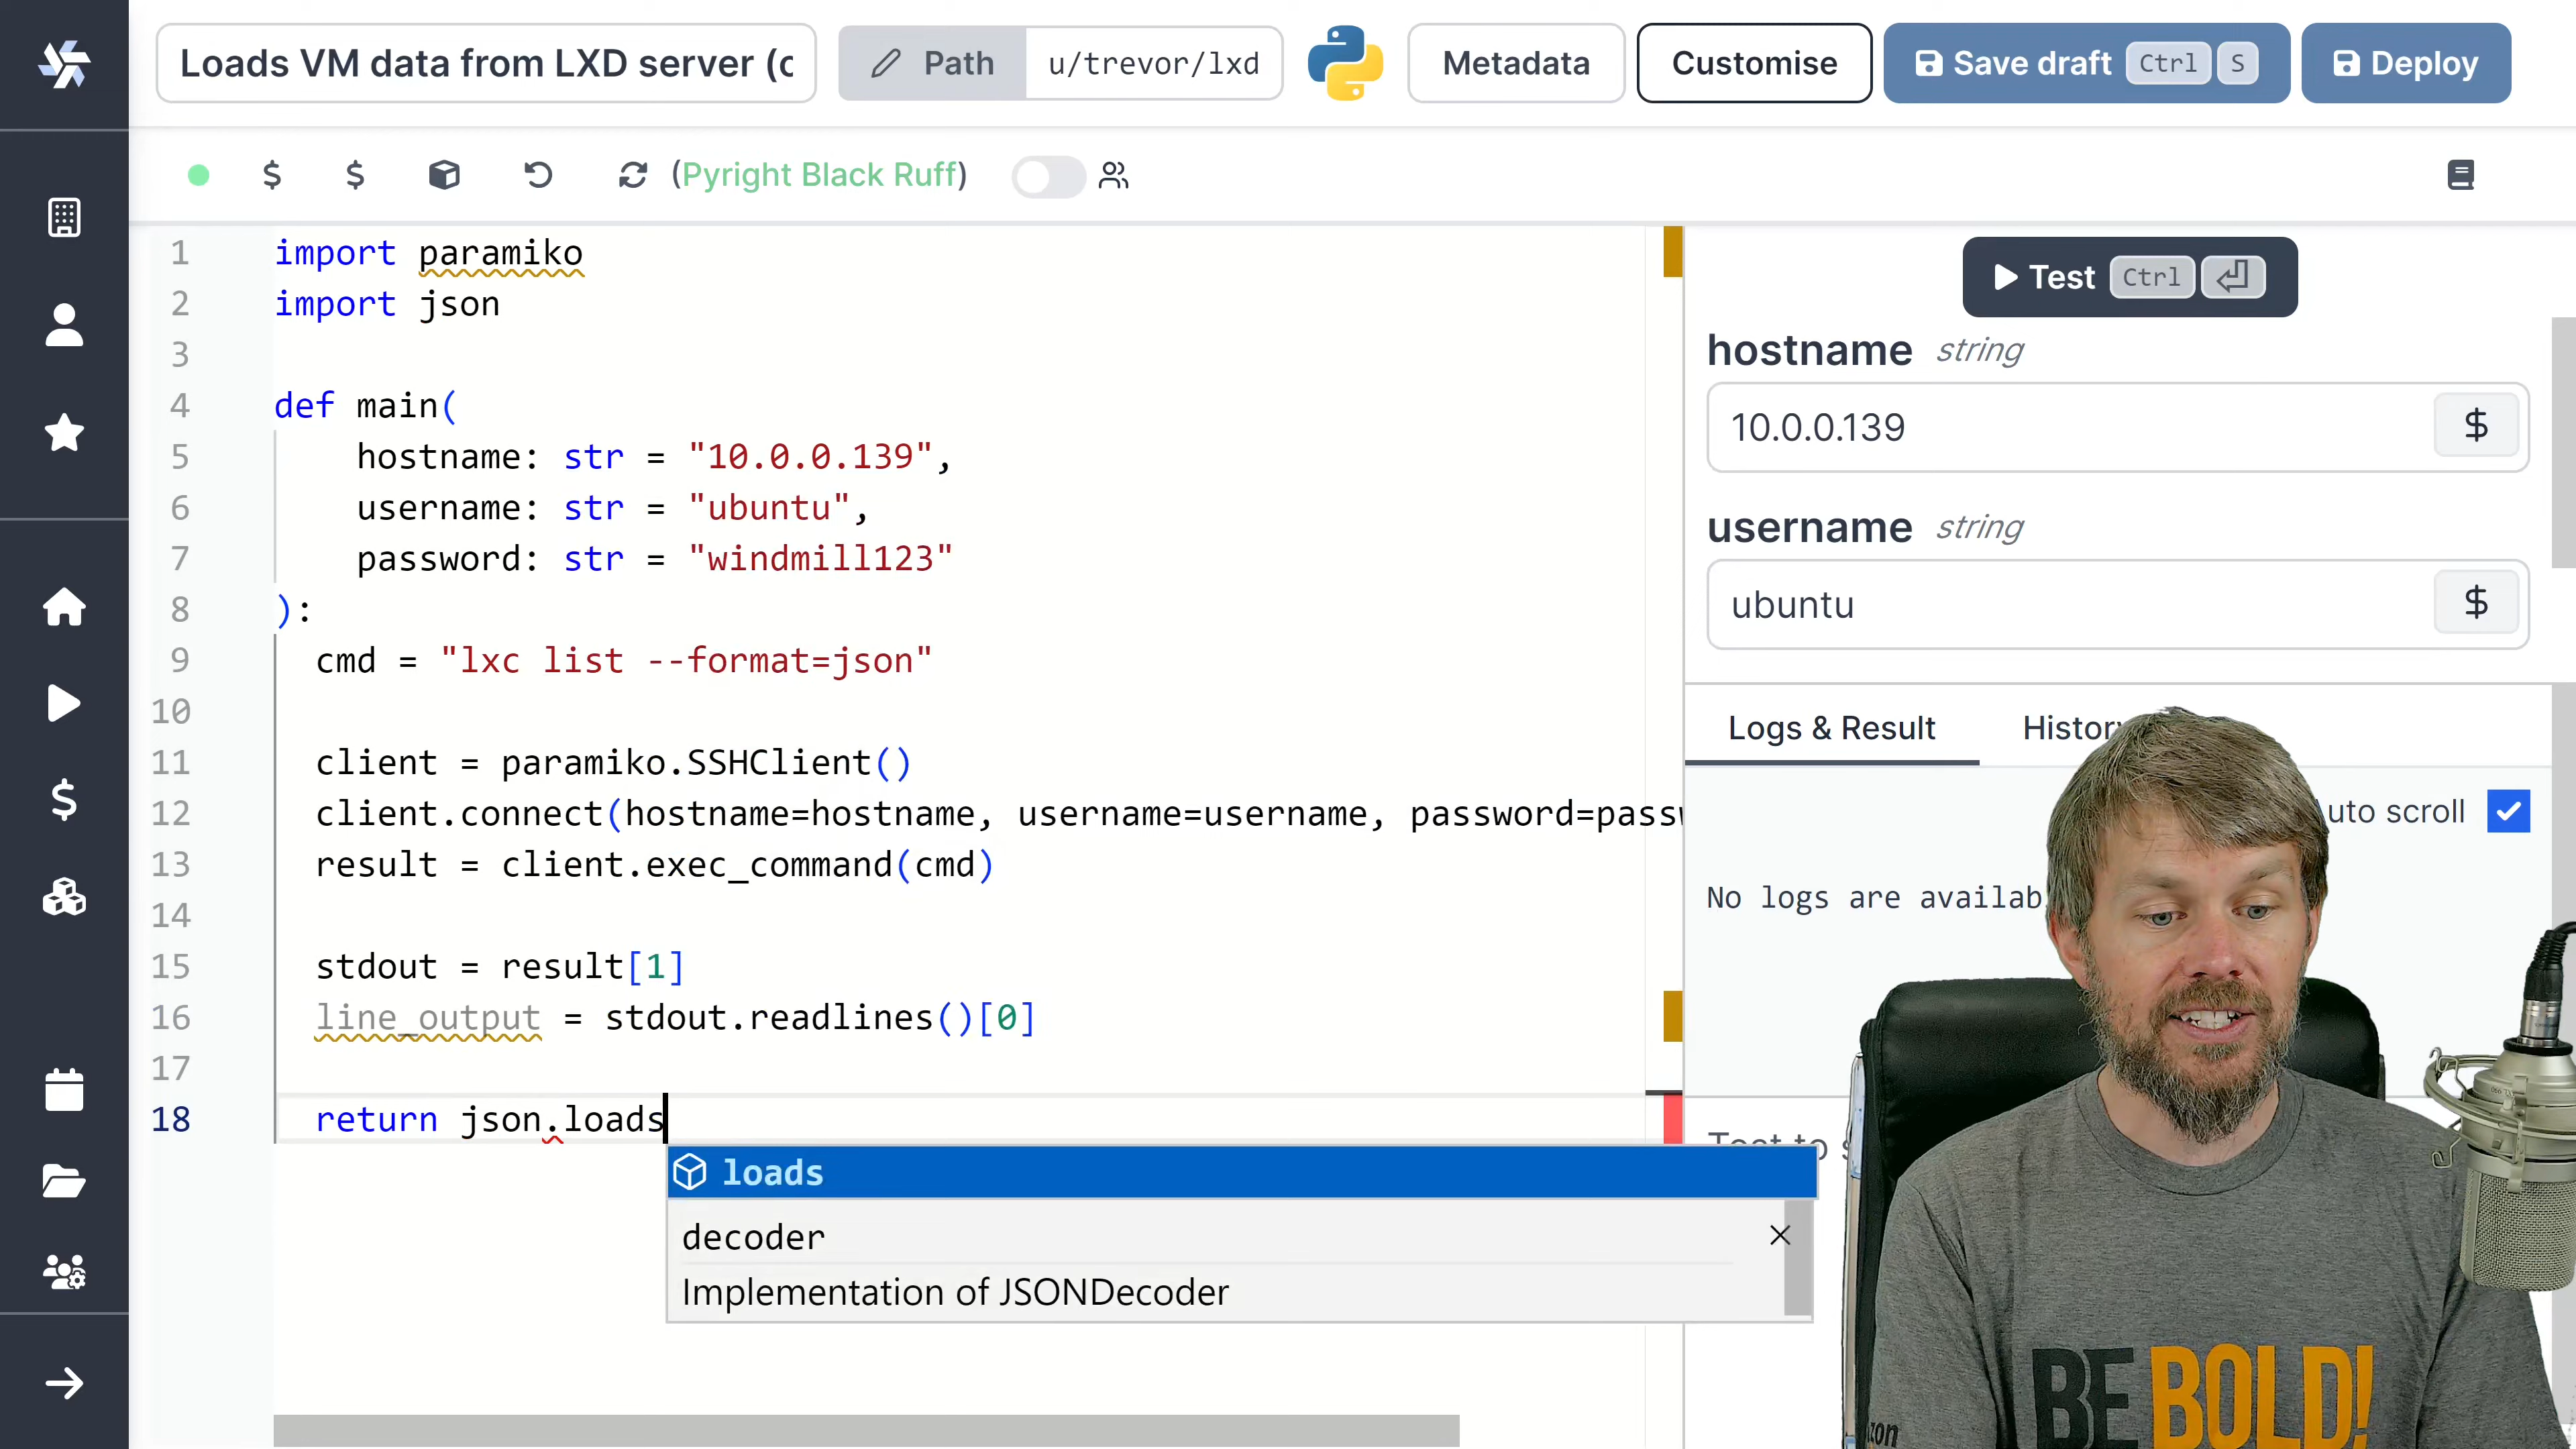 Loads VM data from LXD server (c
Path
u/trevor/lxd
Metadata
Customise
Save draft Ctrl S
Deploy
(Pyright Black Ruff)
1 import paramiko
2 import json
3
4 def main(
5 hostname: str = "10.0.0.139",
6 username: str = "ubuntu",
7 password: str = "windmill123"
8 ):
9 cmd = "lxc list --format=json"
10
11 client = paramiko.SSHClient()
12 client.connect(hostname=hostname, username=username, password=passw
13 result = client.exec_command(cmd)
14
15 stdout = result[1]
16 line_output = stdout.readlines()[0]
17
18 return json.loads
loads
decoder
Implementation of JSONDecoder
Test Ctrl
hostname string
10.0.0.139 $
username string
ubuntu $
Logs & Result
History
uto scroll
No logs are availab
BE BOLD!